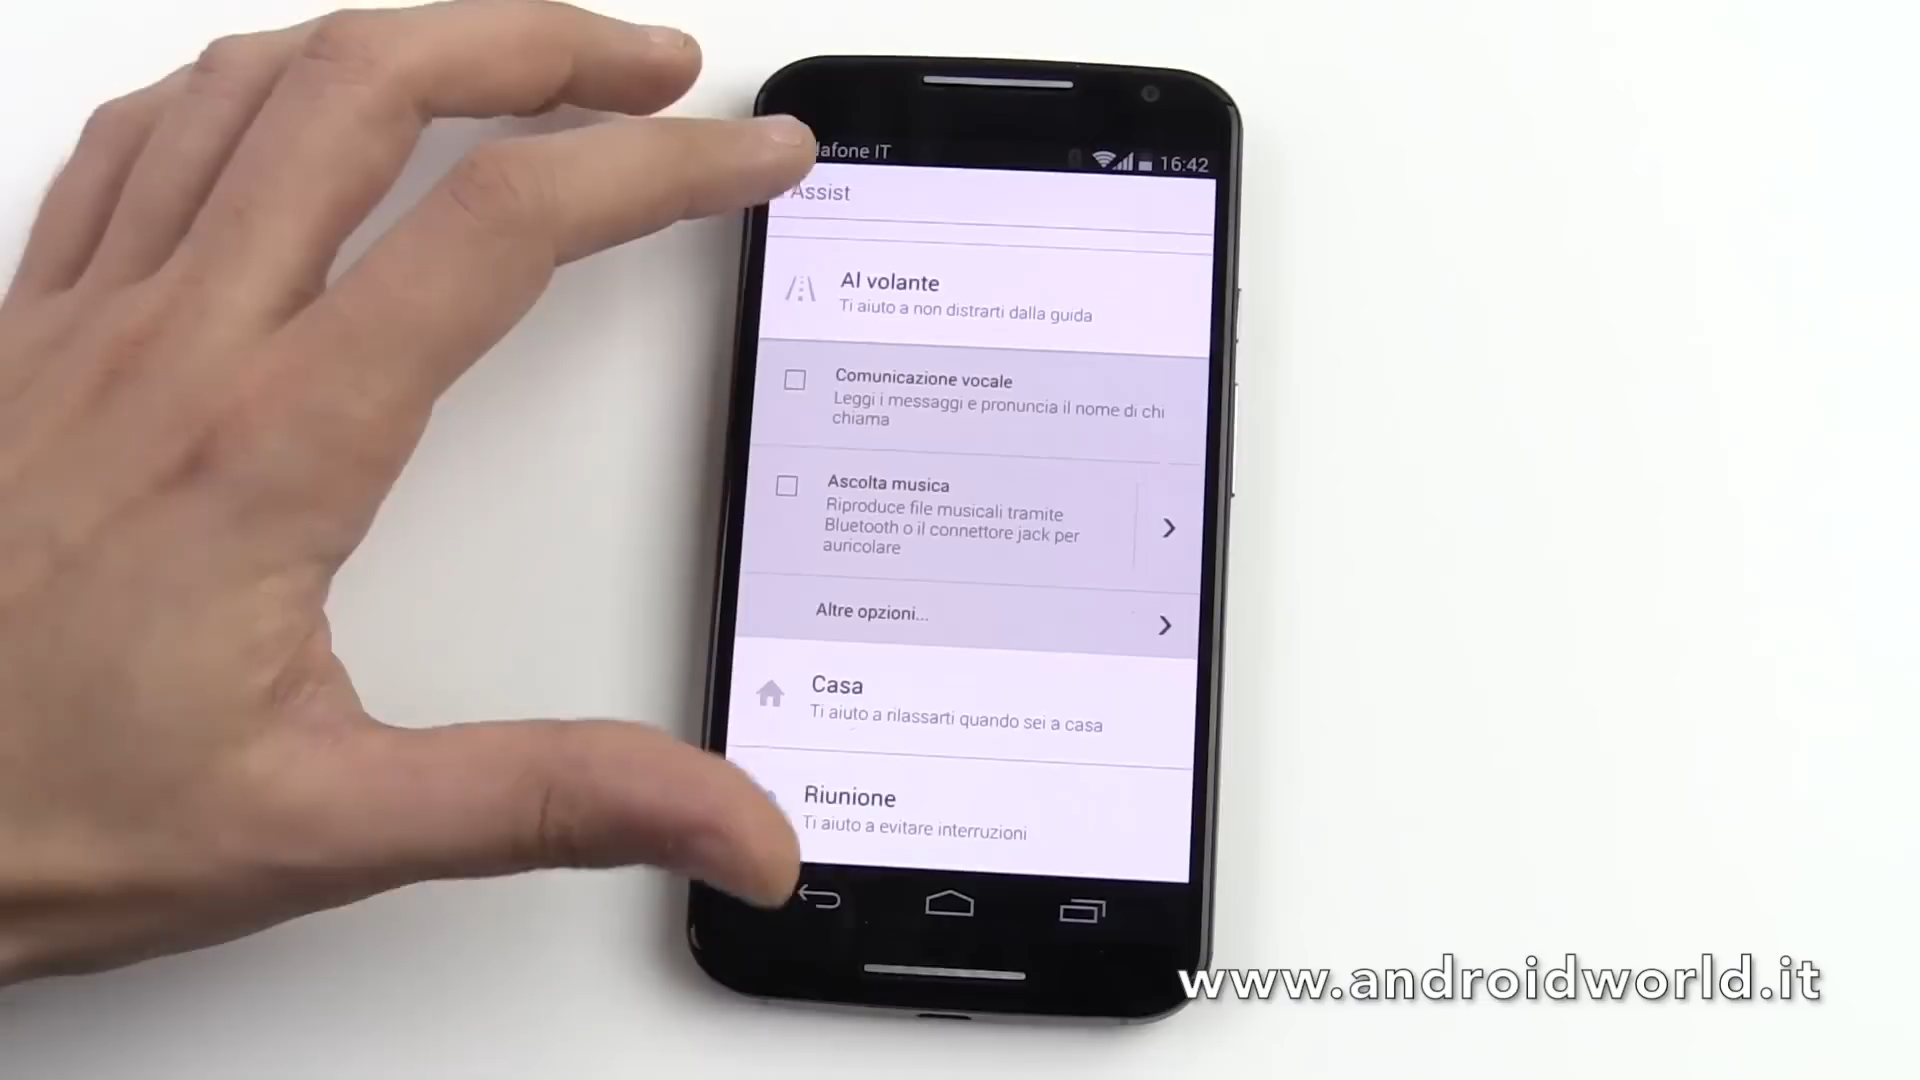 IT
16:42
Assist
Al volante
Ti aiuto a non distrarti dalla guida
Comunicazione vocale
Leggi i messaggi e pronuncia il nome di chi
chiama
Ascolta musica
Riproduce file musicali tramite
Bluetooth o il connettore jack per
auricolare
Altre opzioni...
Casa
Ti aiuto a rilassarti quando sei a casa
Riunione
Ti aiuto a evitare interruzioni
www.androidworld.it